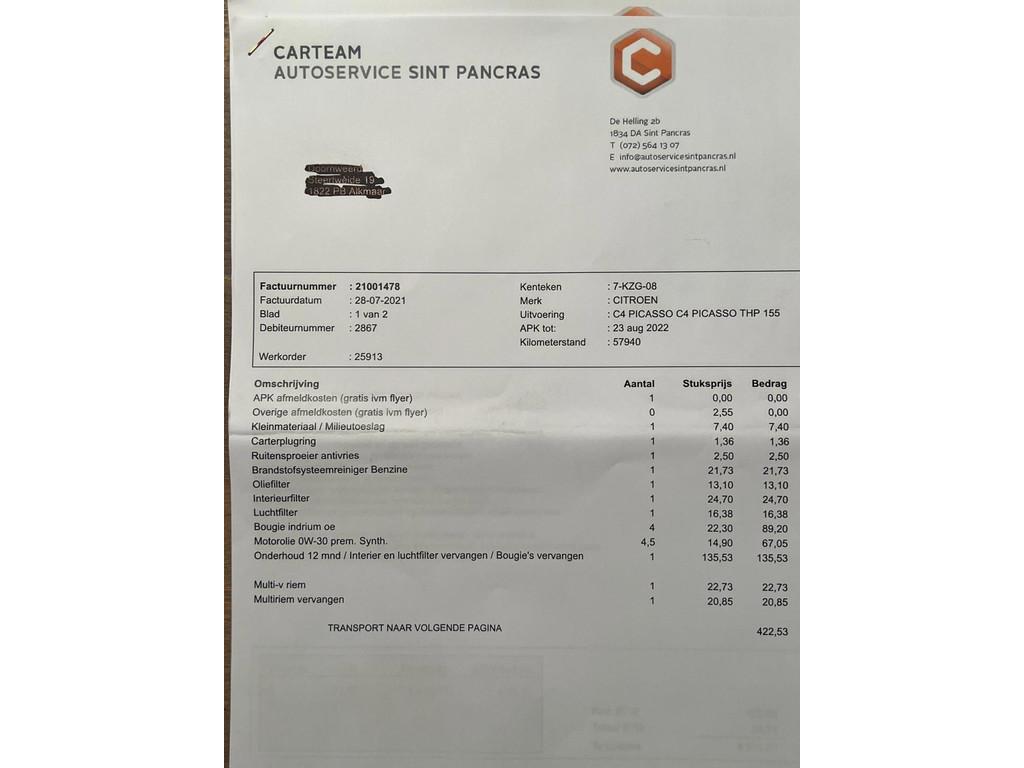 CARTEAM
AUTOSERVICE SINT PANCRAS
De Helling 2b
1834 DA Sint Pancras
T (072) 564 13 07
E info@autoservicesintpancras.nl
www.autoservicesintpancras.nl
Factuurnummer : 21001478 Kenteken : 7-KZG-08
Factuurdatum : 28-07-2021 Merk : CITROEN
Blad : 1 van 2 Uitvoering : C4 PICASSO C4 PICASSO THP 155
Debiteurnummer : 2867 APK tot: : 23 aug 2022
Kilometerstand : 57940
Werkorder : 25913
Omschrijving Aantal Stuksprijs Bedrag
APK afmeldkosten (gratis ivm flyer) 1 0,00 0,00
Overige afmeldkosten (gratis ivm flyer) 0 2,55 0,00
Kleinmateriaal / Milieutoeslag 1 7,40 7,40
Carterplugring 1 1,36 1,36
Ruitensproeier antivries 1 2,50 2,50
Brandstofsysteemreiniger Benzine 1 21,73 21,73
Oliefilter 1 13,10 13,10
Interieurfilter 1 24,70 24,70
Luchtfilter 1 16,38 16,38
Bougie indrium oe 4 22,30 89,20
Motorolie 0W-30 prem. Synth. 4,5 14,90 67,05
Onderhoud 12 mnd / Interier en luchtfilter vervangen / Bougie's vervangen 1 135,53 135,53
Multi-v riem 1 22,73 22,73
Multiriem vervangen 1 20,85 20,85
TRANSPORT NAAR VOLGENDE PAGINA 422,53